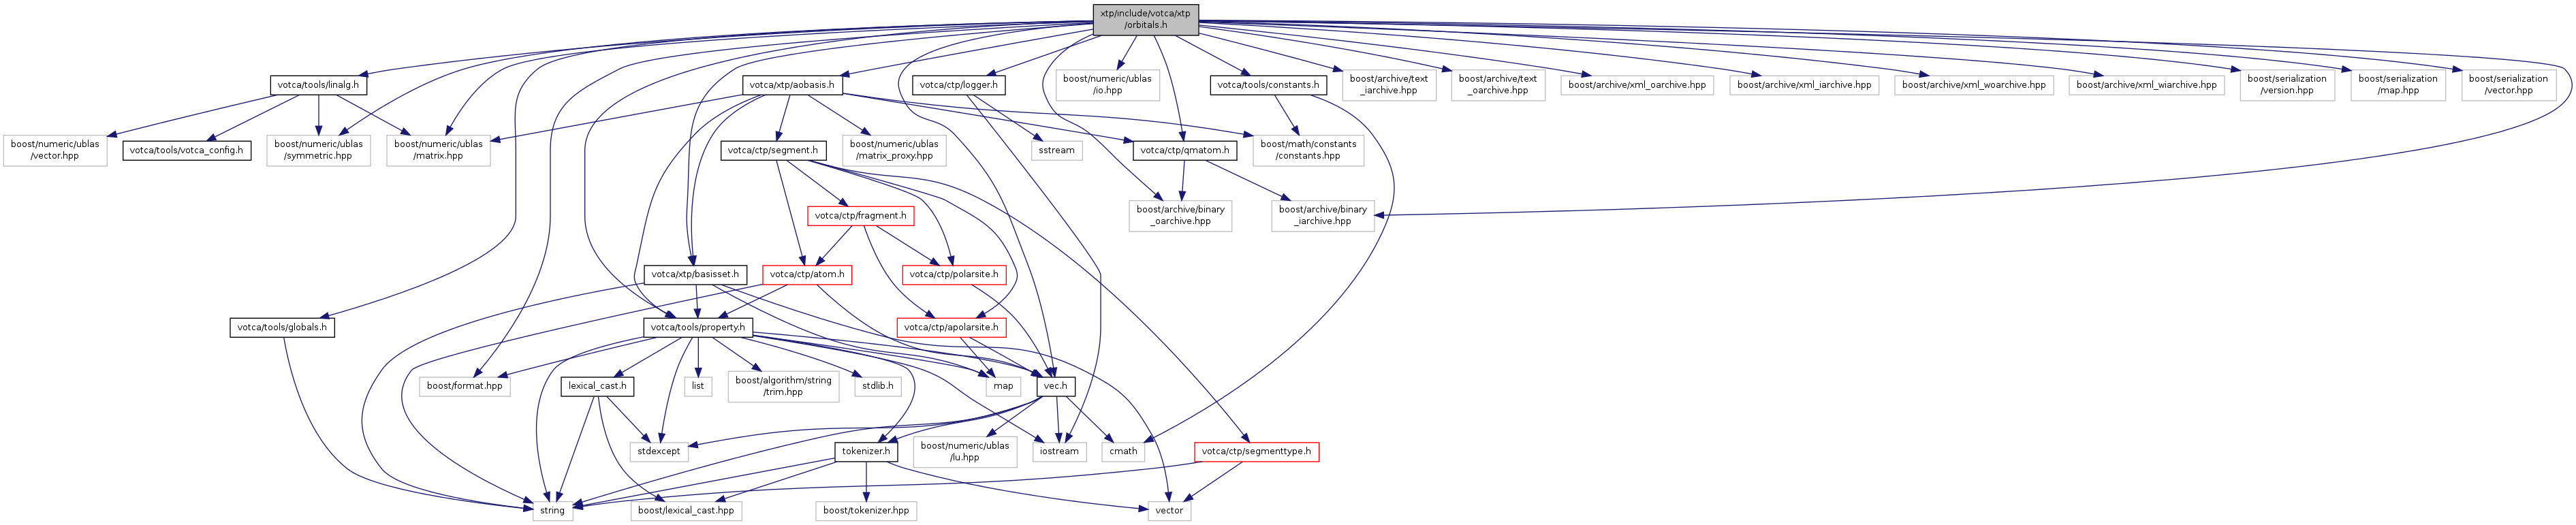 xtp/include/votca/xtp
/orbitals.h
votca/tools/linalg.h
votca/xtp/aobasis.h
votca/ctp/logger.h
boost/numeric/ublas
/io.hpp
votca/tools/constants.h
boost/archive/text
_iarchive.hpp
boost/archive/text
_oarchive.hpp
boost/archive/xml_oarchive.hpp
boost/archive/xml_iarchive.hpp
boost/archive/xml_woarchive.hpp
boost/archive/xml_wiarchive.hpp
boost/serialization
/version.hpp
boost/serialization
/map.hpp
boost/serialization
/vector.hpp
boost/numeric/ublas
/vector.hpp
votca/tools/votca_config.h
boost/numeric/ublas
/symmetric.hpp
boost/numeric/ublas
/matrix.hpp
votca/ctp/segment.h
boost/numeric/ublas
/matrix_proxy.hpp
sstream
votca/ctp/qmatom.h
boost/math/constants
/constants.hpp
votca/ctp/fragment.h
boost/archive/binary
_oarchive.hpp
boost/archive/binary
_iarchive.hpp
votca/xtp/basisset.h
votca/ctp/atom.h
votca/ctp/polarsite.h
votca/tools/globals.h
votca/tools/property.h
votca/ctp/apolarsite.h
boost/format.hpp
lexical_cast.h
list
boost/algorithm/string
/trim.hpp
stdlib.h
map
vec.h
stdexcept
tokenizer.h
boost/numeric/ublas
/lu.hpp
iostream
cmath
votca/ctp/segmenttype.h
string
boost/lexical_cast.hpp
boost/tokenizer.hpp
vector